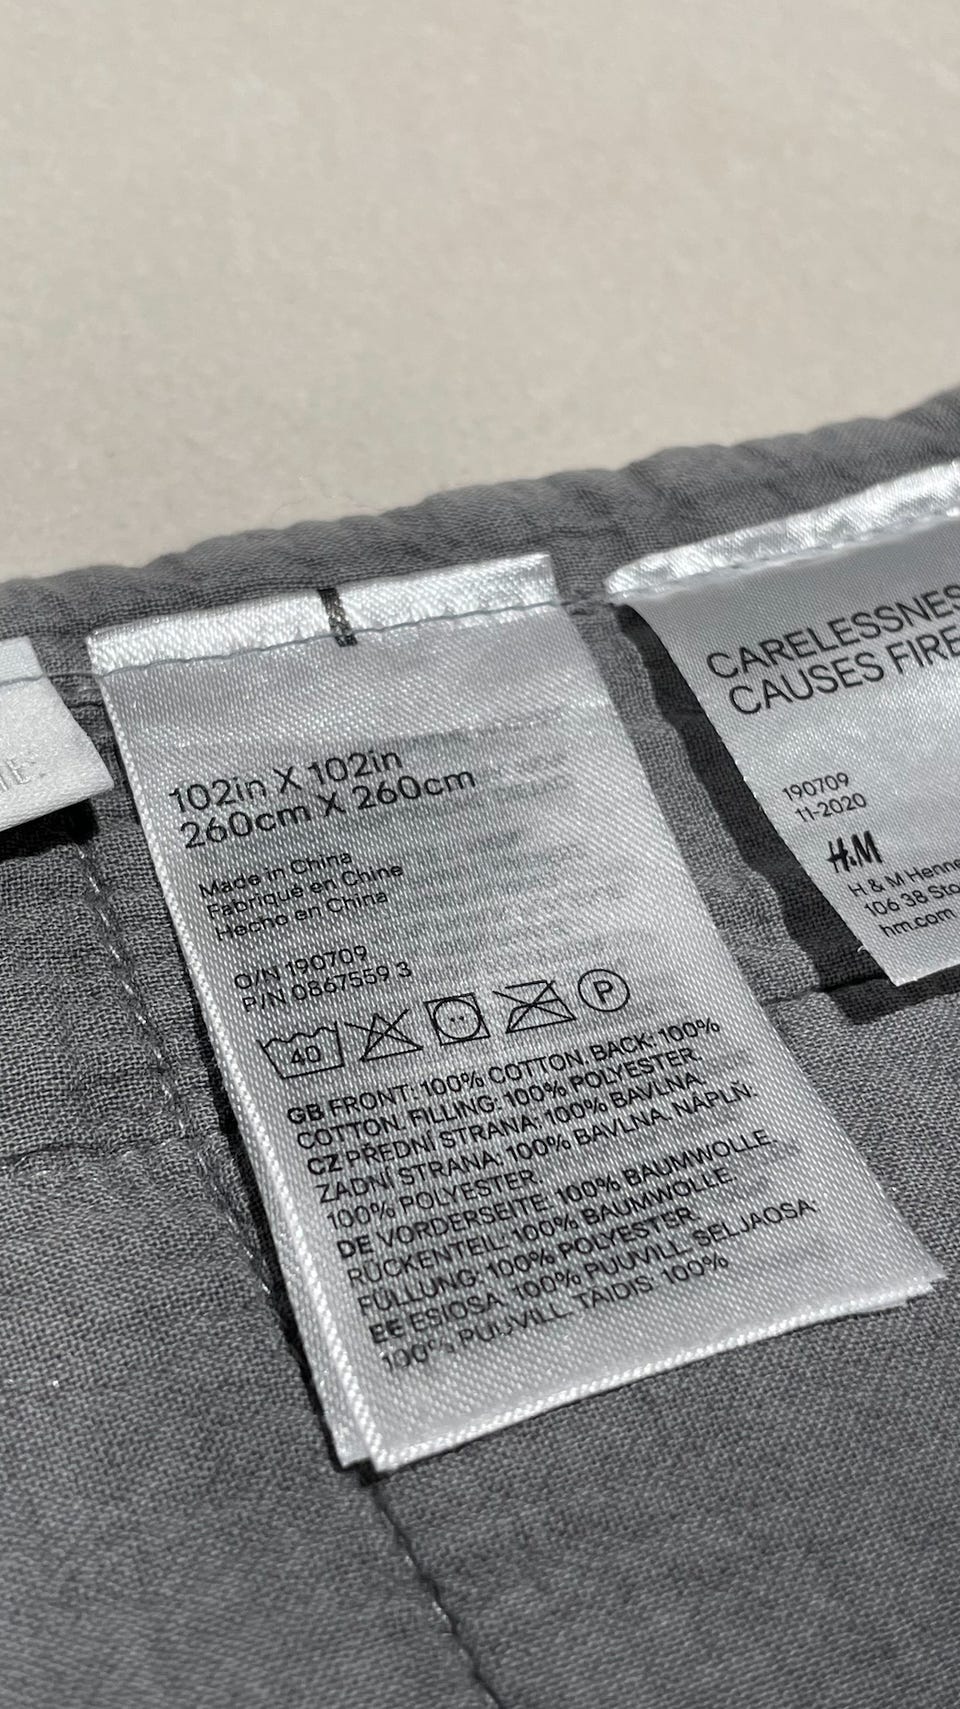 102in X 102in
260cm X 260cm
Made in China
Fabriqué en Chine
Hecho en China
O/N 190709
P/N 0867559 3
40
P
GB FRONT: 100% COTTON. BACK: 100%
COTTON. FILLING: 100% POLYESTER.
CZ PŘEDNÍ STRANA: 100% BAVLNA.
ZADNÍ STRANA: 100% BAVLNA. NÁPLŇ:
100% POLYESTER.
DE VORDERSEITE: 100% BAUMWOLLE.
RÜCKENTEIL: 100% BAUMWOLLE.
FÜLLUNG: 100% POLYESTER.
EE ESIOSA. 100% PUUVILL. SELJAOSA:
100% PUUVILL. TÄIDIS: 100%
CARELESSNES
CAUSES FIRE
190709
11-2020
H&M
H & M Henne
106 38 Sto
hm.com